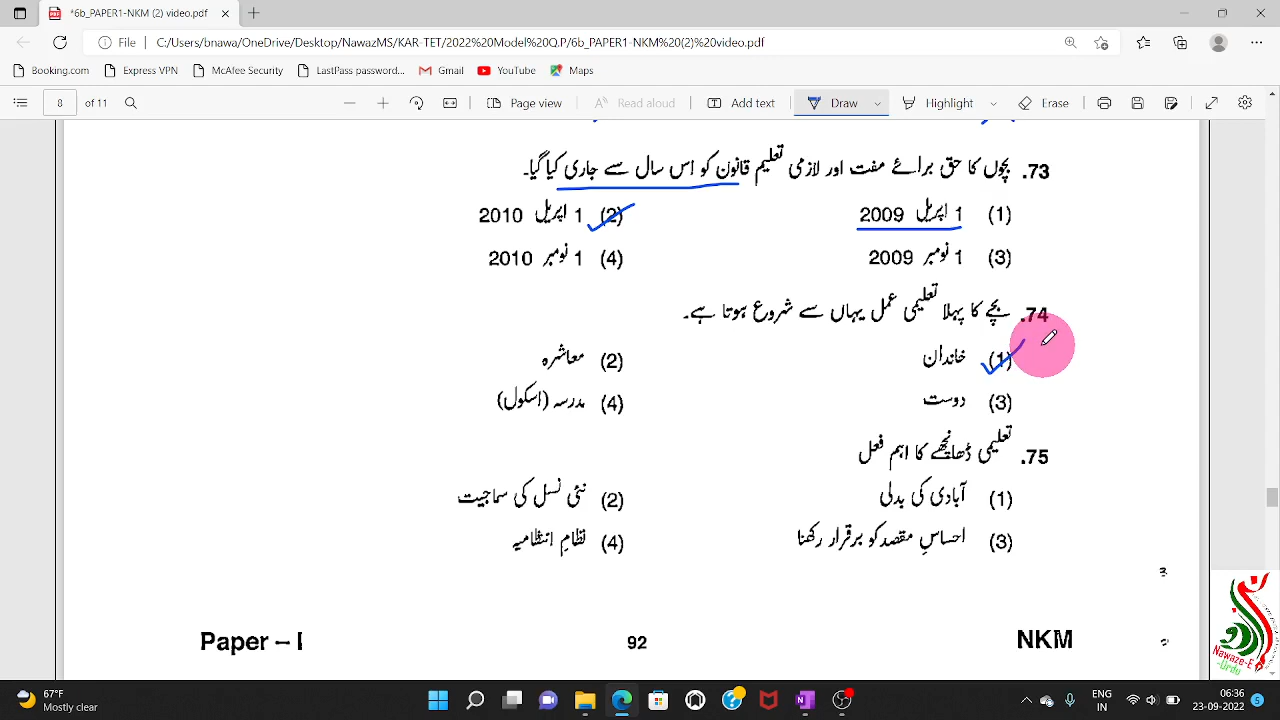 *6b_PAPER1-NKM (2) video.pdf
File C:/Users/bnawa/OneDrive/Desktop/NawazMS/KAR-TET/2022%20Model%20Q.P/6b_PAPER1-NKM%20(2)%20video.pdf
Booking.com Express VPN McAfee Security LastPass password... Gmail YouTube Maps
8 of 11 Page view Read aloud Add text Draw Highlight Erase
73. بچوں کا حق برائے مفت اور لازمی تعلیم قانون کو اس سال سے جاری کیا گیا۔
(1) 1 اپریل 2009 (2) 1 اپریل 2010
(3) 1 نومبر 2009 (4) 1 نومبر 2010
74. بچے کا پہلا تعلیمی عمل یہاں سے شروع ہوتا ہے۔
(1) خاندان (2) معاشرہ
(3) دوست (4) مدرسہ (اسکول)
75. تعلیمی ڈھانچے کا اہم فعل
(1) آبادی کی بدلی (2) نئی نسل کی سماجیت
(3) احساسِ مقصد کو برقرار رکھنا (4) نظامِ انتظامیہ
Paper – I 92 NKM
Nawaze-E-Urdu
67°F
Mostly clear
ENG
IN
06:36
23-09-2022
5